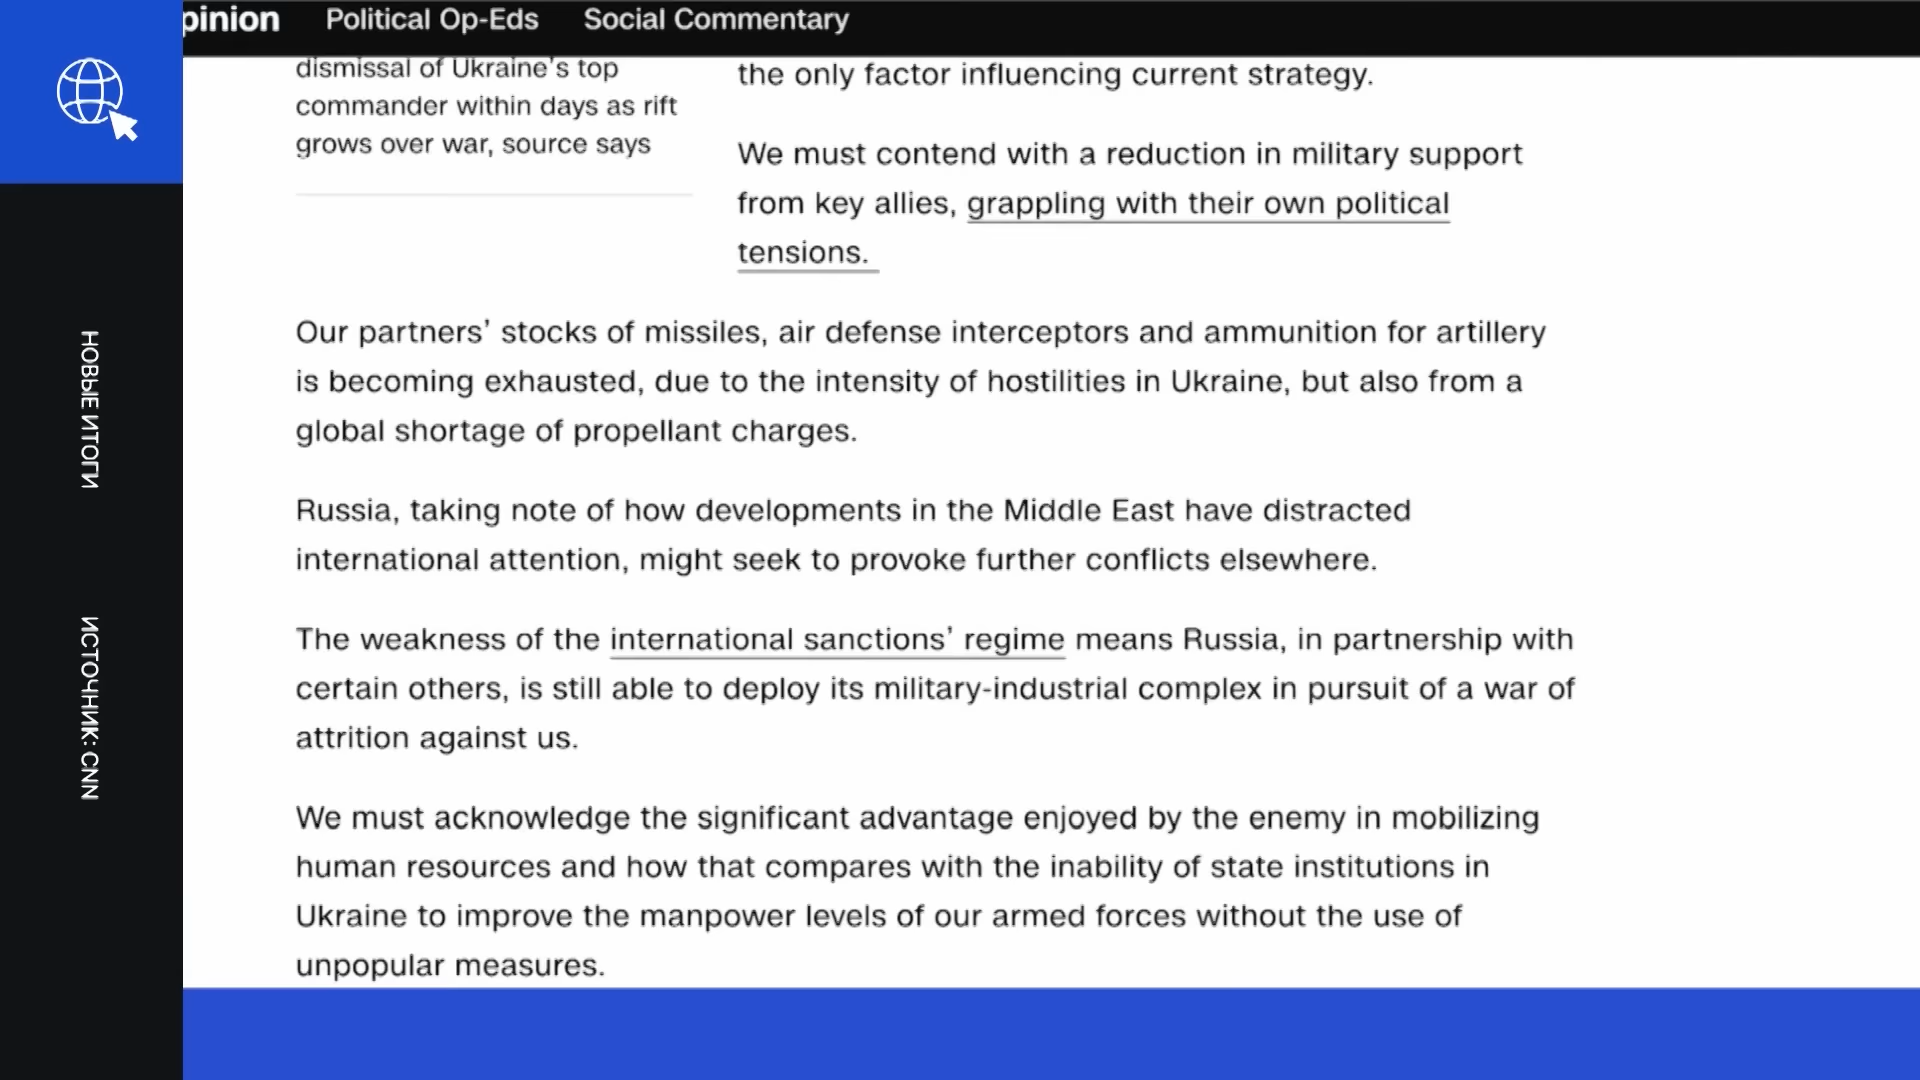 pinion Political Op-Eds Social Commentary
НОВЫЕ ИТОГИ
ИСТОЧНИК: CNN
dismissal of Ukraine's top
commander within days as rift
grows over war, source says
the only factor influencing current strategy.
We must contend with a reduction in military support
from key allies, grappling with their own political
tensions.
Our partners’ stocks of missiles, air defense interceptors and ammunition for artillery
is becoming exhausted, due to the intensity of hostilities in Ukraine, but also from a
global shortage of propellant charges.
Russia, taking note of how developments in the Middle East have distracted
international attention, might seek to provoke further conflicts elsewhere.
The weakness of the international sanctions’ regime means Russia, in partnership with
certain others, is still able to deploy its military-industrial complex in pursuit of a war of
attrition against us.
We must acknowledge the significant advantage enjoyed by the enemy in mobilizing
human resources and how that compares with the inability of state institutions in
Ukraine to improve the manpower levels of our armed forces without the use of
unpopular measures.